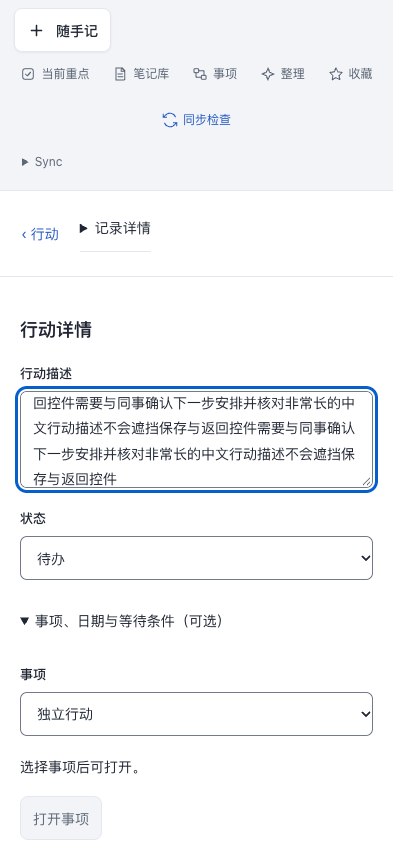 + 随手记
当前重点 笔记库 事项 整理 收藏
同步检查
▶ Sync
‹ 行动 ▶ 记录详情
行动详情
行动描述
回控件需要与同事确认下一步安排并核对非常长的中
文行动描述不会遮挡保存与返回控件需要与同事确认
下一步安排并核对非常长的中文行动描述不会遮挡保
存与返回控件
状态
待办
▼ 事项、日期与等待条件（可选）
事项
独立行动
选择事项后可打开。
打开事项